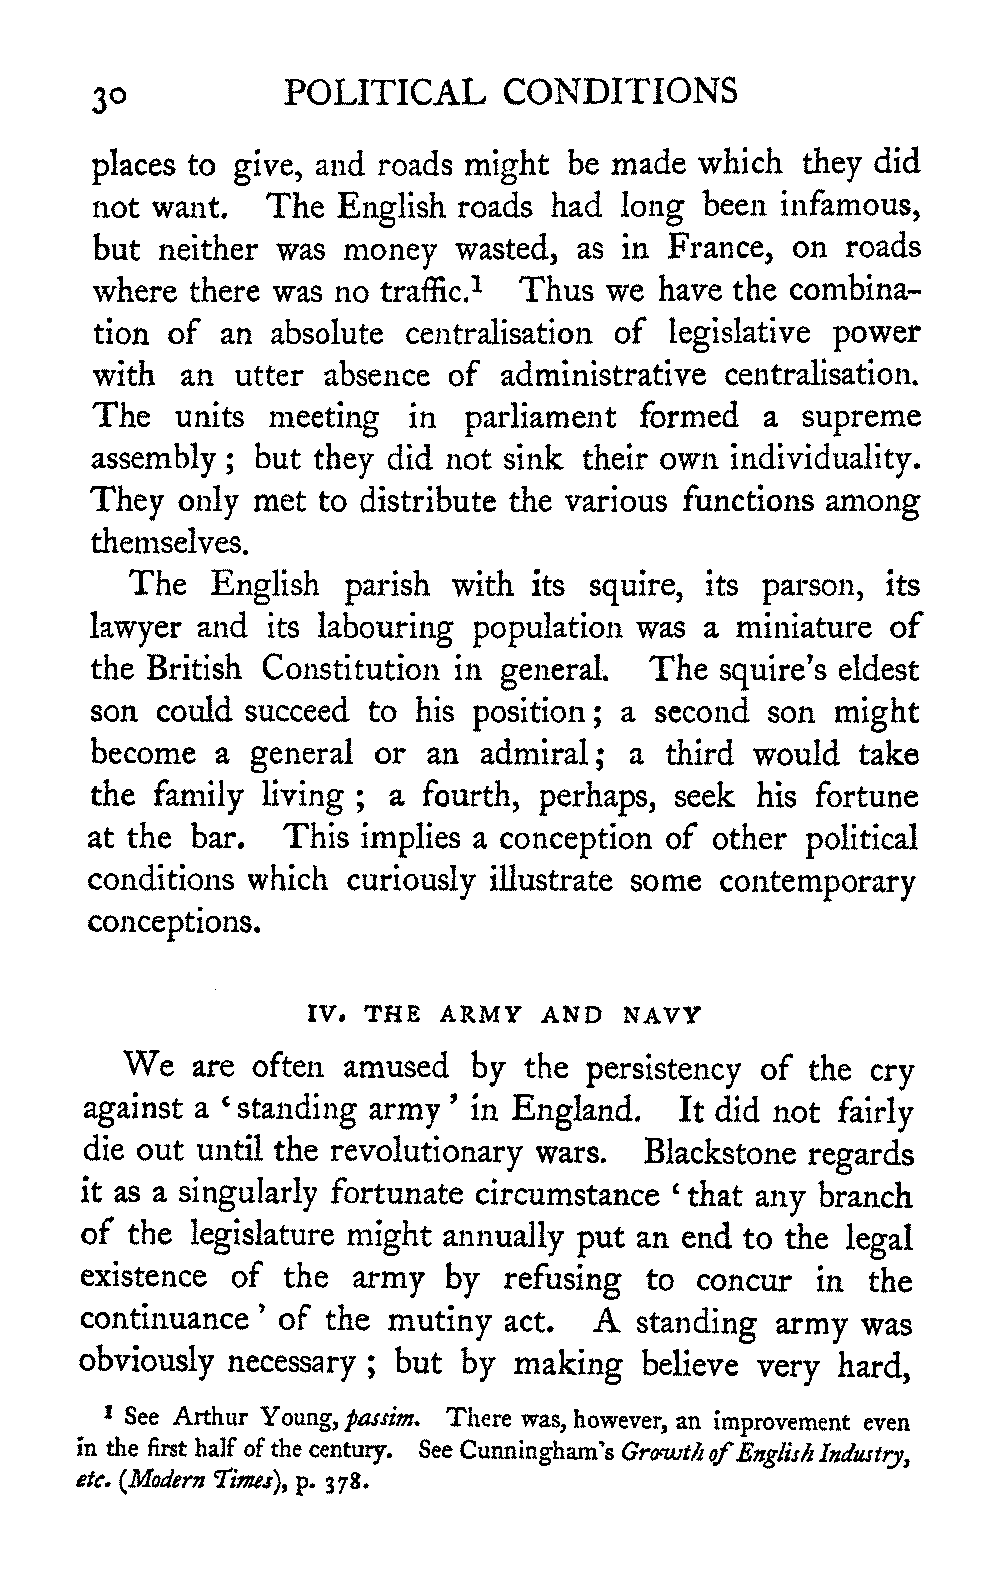 30 POLITICAL CONDITIONS
places to give, and roads might be made which they did
not want. The English roads had long been infamous,
but neither was money wasted, as in France, on roads
where there was no traffic.¹ Thus we have the combina-
tion of an absolute centralisation of legislative power
with an utter absence of administrative centralisation.
The units meeting in parliament formed a supreme
assembly ; but they did not sink their own individuality.
They only met to distribute the various functions among
themselves.
The English parish with its squire, its parson, its
lawyer and its labouring population was a miniature of
the British Constitution in general. The squire's eldest
son could succeed to his position ; a second son might
become a general or an admiral ; a third would take
the family living ; a fourth, perhaps, seek his fortune
at the bar. This implies a conception of other political
conditions which curiously illustrate some contemporary
conceptions.
IV. THE ARMY AND NAVY
We are often amused by the persistency of the cry
against a ‘ standing army ’ in England. It did not fairly
die out until the revolutionary wars. Blackstone regards
it as a singularly fortunate circumstance ‘ that any branch
of the legislature might annually put an end to the legal
existence of the army by refusing to concur in the
continuance ’ of the mutiny act. A standing army was
obviously necessary ; but by making believe very hard,
¹ See Arthur Young, passim. There was, however, an improvement even
in the first half of the century. See Cunningham's Growth of English Industry,
etc. (Modern Times), p. 378.